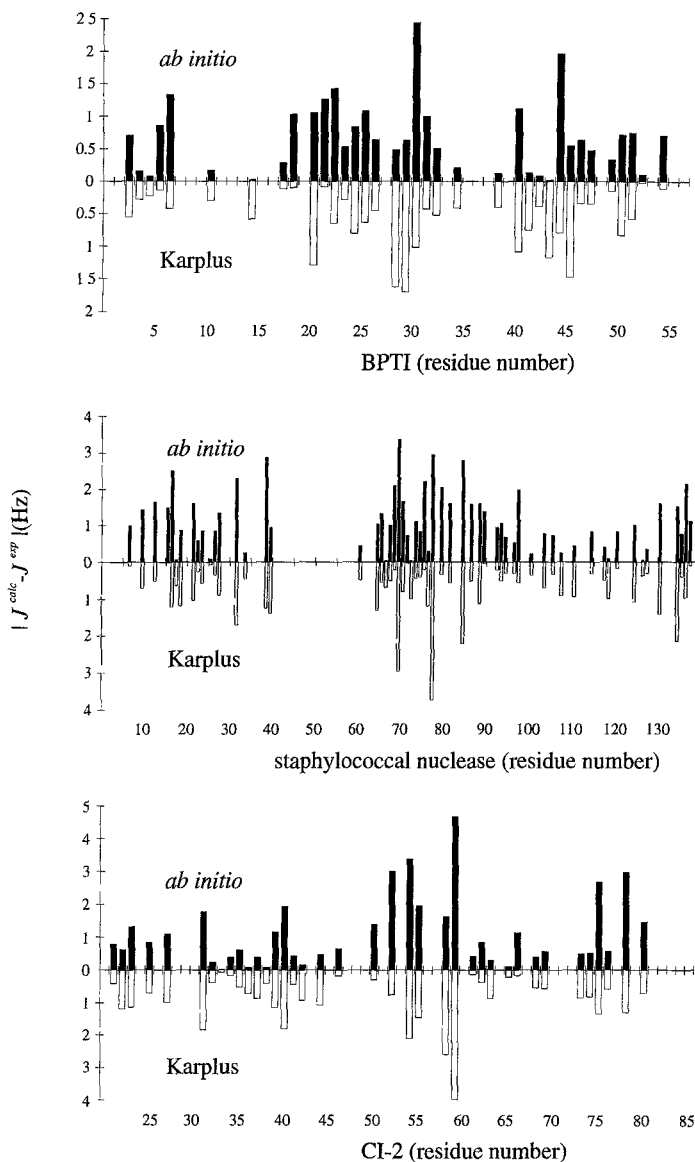 2 5
2
1 5
1
0.5
0
0.5
1
1 5
2
ab initio
Karplus
5 10 15 20 30 35 40 45 50 55
BPTI (residue number)
| J calc - J exp | (Hz)
4
3
2
1
0
1
2
3
4
ab initio
Karplus
10 20 30 40 50 60 70 80 90 100 110 120 130
staphylococcal nuclease (residue number)
5
4
3
2
1
0
1
2
3
4
ab initio
Karplus
25 30 35 40 45 50 55 60 65 70 75 80 85
CI-2 (residue number)